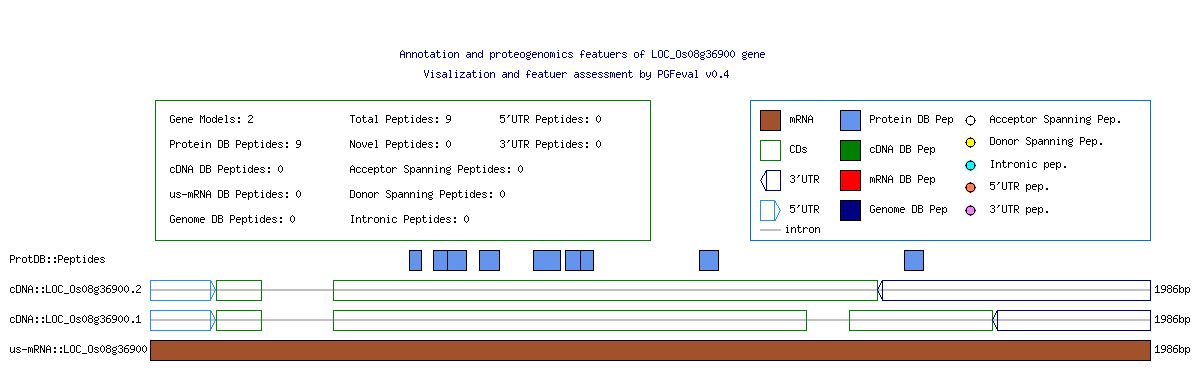 Annotation and proteogenomics featuers of LOC_Os08g36900 gene
Visalization and featuer assessment by PGFeval v0.4
Gene Models: 2 Total Peptides: 9 5'UTR Peptides: 0
Protein DB Peptides: 9 Novel Peptides: 0 3'UTR Peptides: 0
cDNA DB Peptides: 0 Acceptor Spanning Peptides: 0
us-mRNA DB Peptides: 0 Donor Spanning Peptides: 0
Genome DB Peptides: 0 Intronic Peptides: 0
mRNA Protein DB Pep Acceptor Spanning Pep.
CDs cDNA DB Pep Donor Spanning Pep.
3'UTR mRNA DB Pep Intronic pep.
5'UTR Genome DB Pep 5'UTR pep.
intron 3'UTR pep.
ProtDB::Peptides
cDNA::LOC_Os08g36900.2 1986bp
cDNA::LOC_Os08g36900.1 1986bp
us-mRNA::LOC_Os08g36900 1986bp